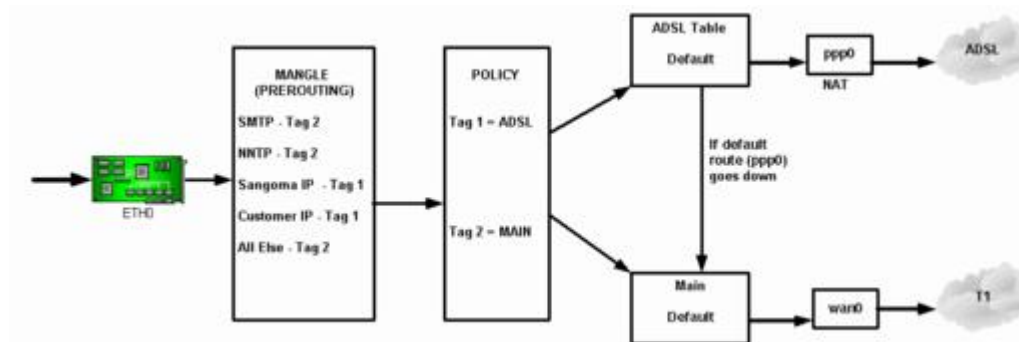 ETH0
MANGLE
(PREROUTING)
SMTP - Tag 2
NNTP - Tag 2
Sangoma IP - Tag 1
Customer IP - Tag 1
All Else - Tag 2
POLICY
Tag 1 = ADSL
Tag 2 = MAIN
ADSL Table
Default
ppp0
NAT
ADSL
If default
route (ppp0)
goes down
Main
Default
wan0
T1